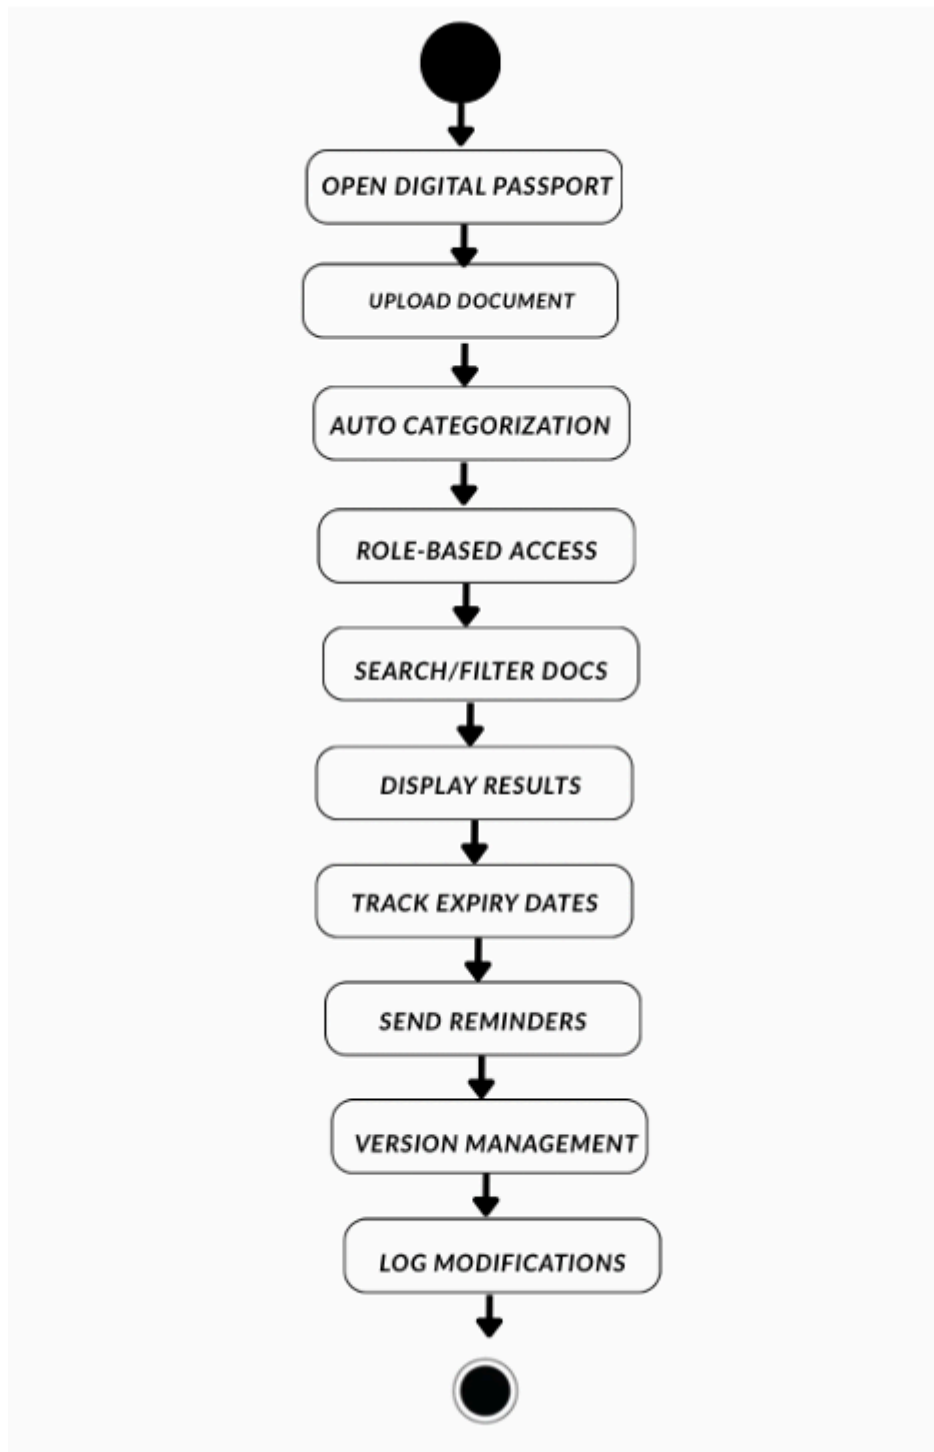 OPEN DIGITAL PASSPORT
UPLOAD DOCUMENT
AUTO CATEGORIZATION
ROLE-BASED ACCESS
SEARCH/FILTER DOCS
DISPLAY RESULTS
TRACK EXPIRY DATES
SEND REMINDERS
VERSION MANAGEMENT
LOG MODIFICATIONS